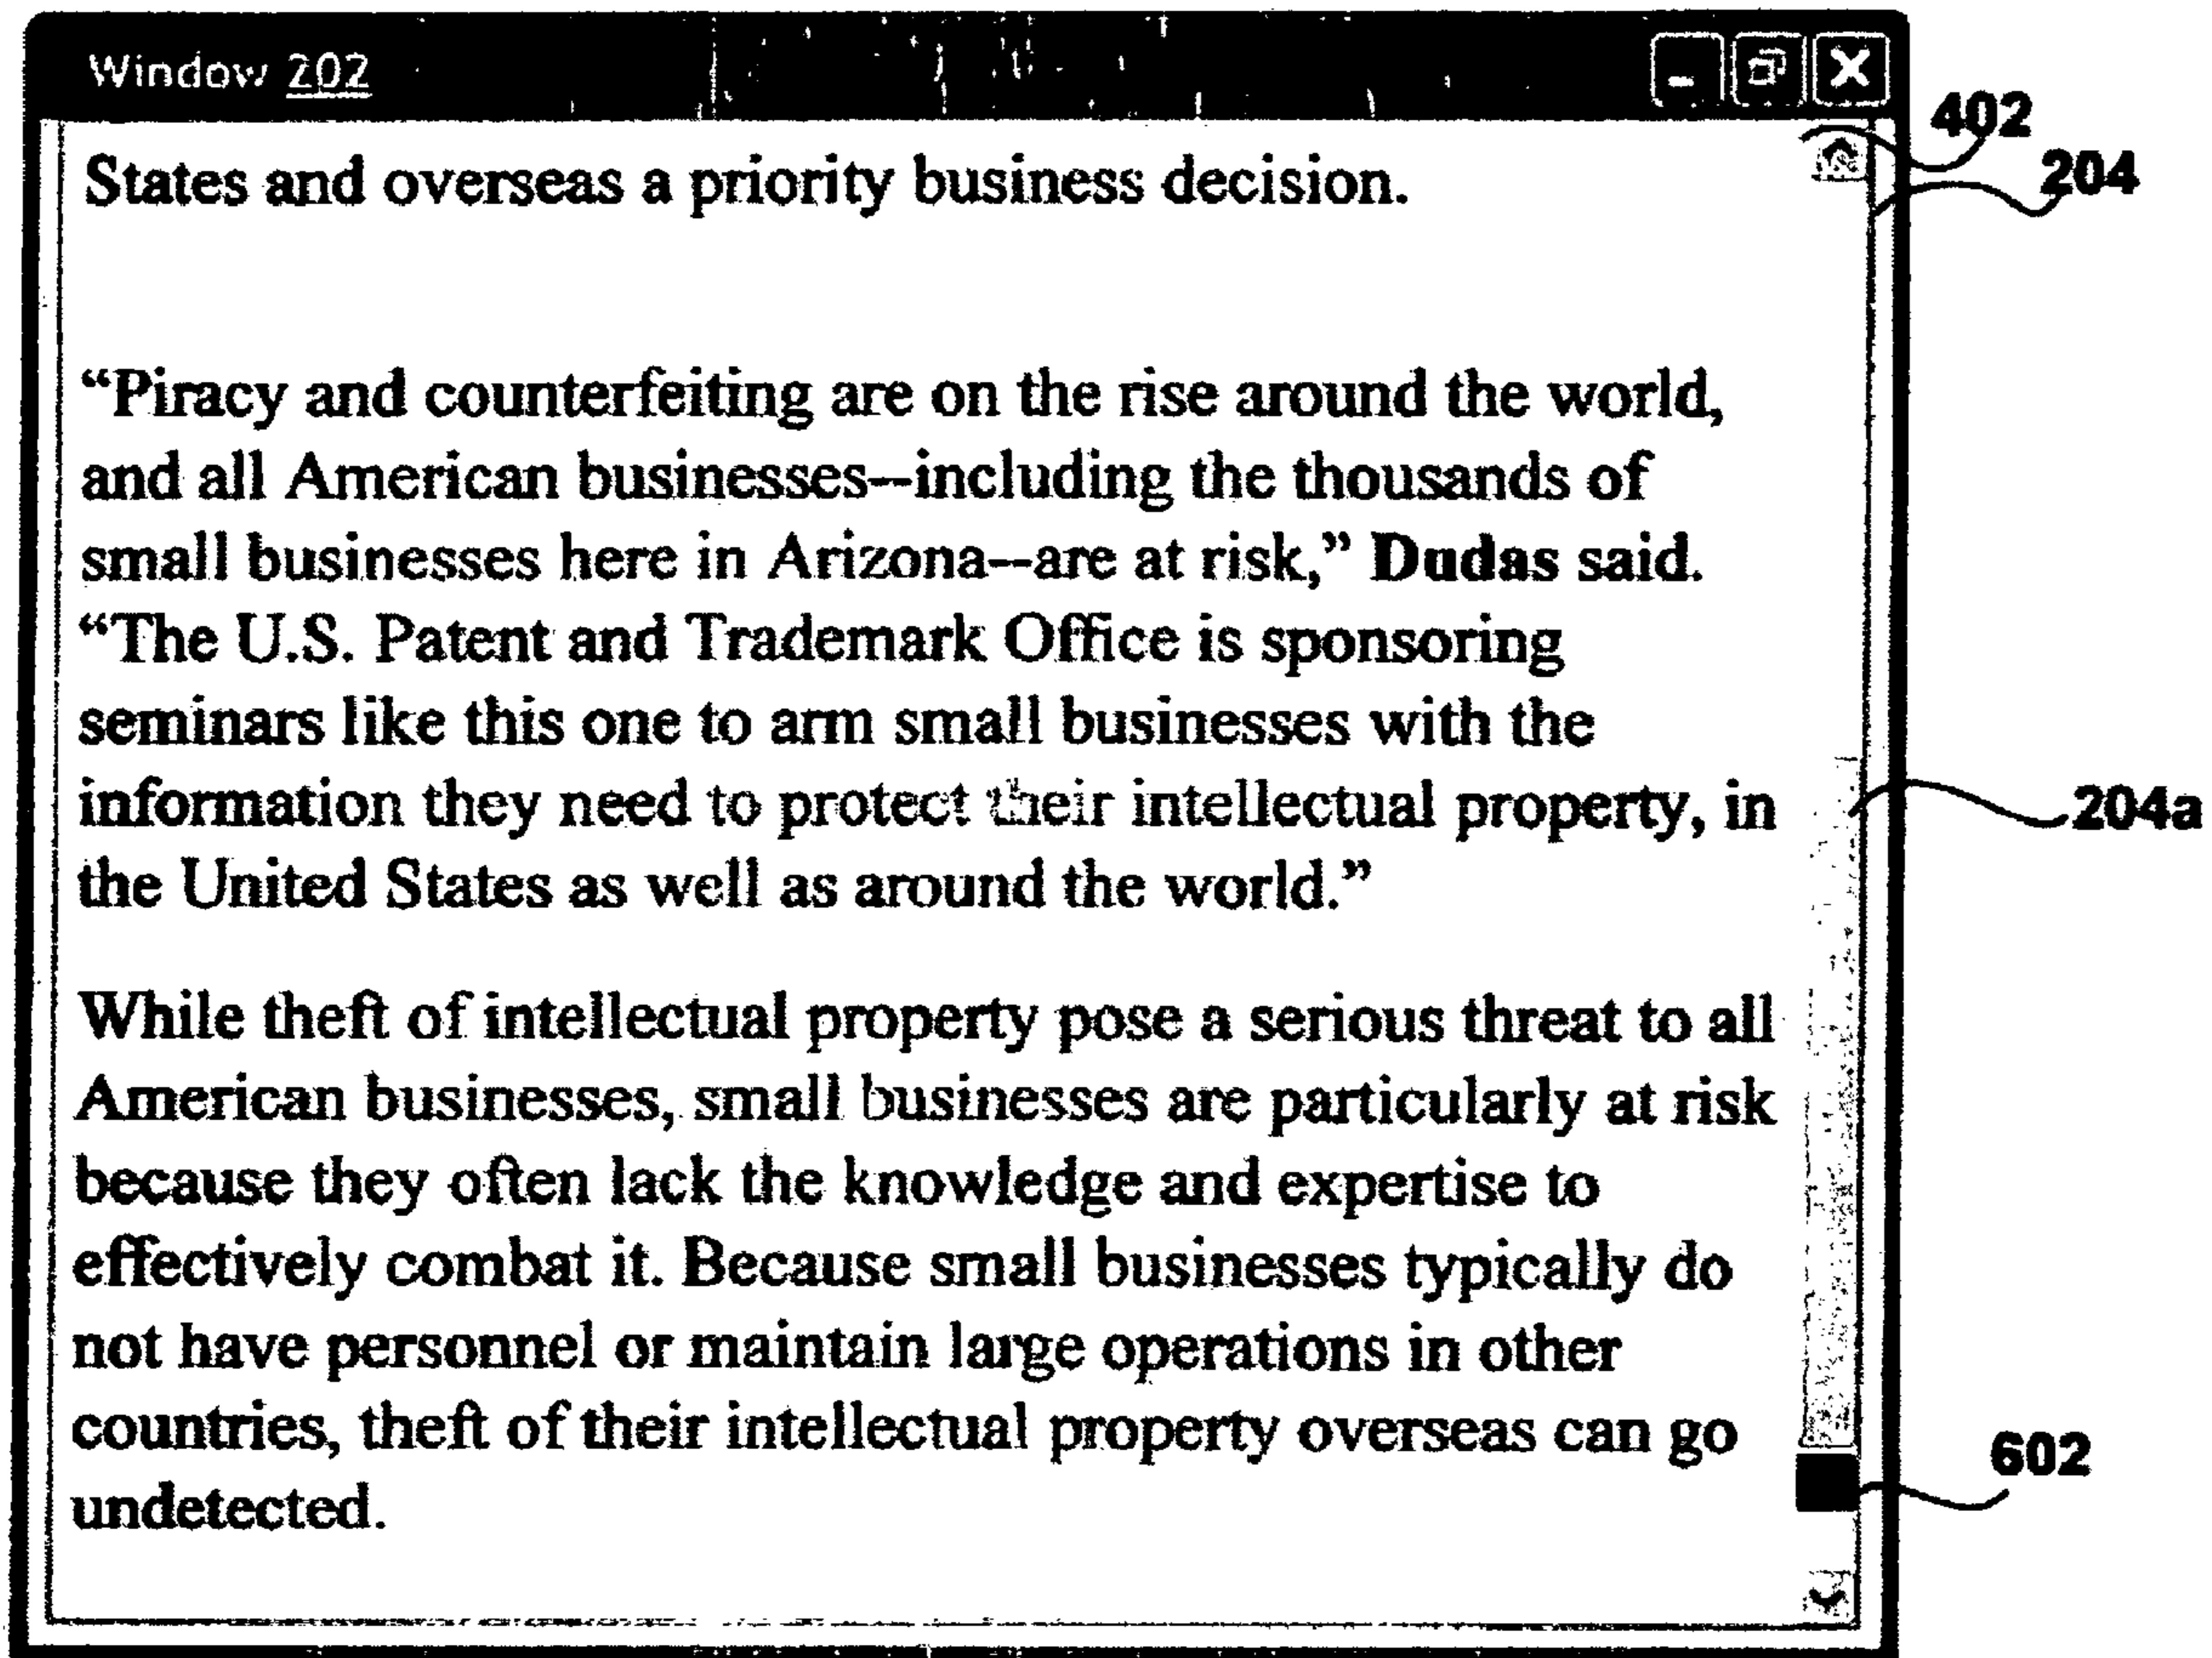 Window 202
402
204
States and overseas a priority business decision.
“Piracy and counterfeiting are on the rise around the world,
and all American businesses--including the thousands of
small businesses here in Arizona--are at risk,” Dudas said.
“The U.S. Patent and Trademark Office is sponsoring
seminars like this one to arm small businesses with the
information they need to protect their intellectual property, in
204a
the United States as well as around the world.”
While theft of intellectual property pose a serious threat to all
American businesses, small businesses are particularly at risk
because they often lack the knowledge and expertise to
effectively combat it. Because small businesses typically do
not have personnel or maintain large operations in other
countries, theft of their intellectual property overseas can go
602
undetected.